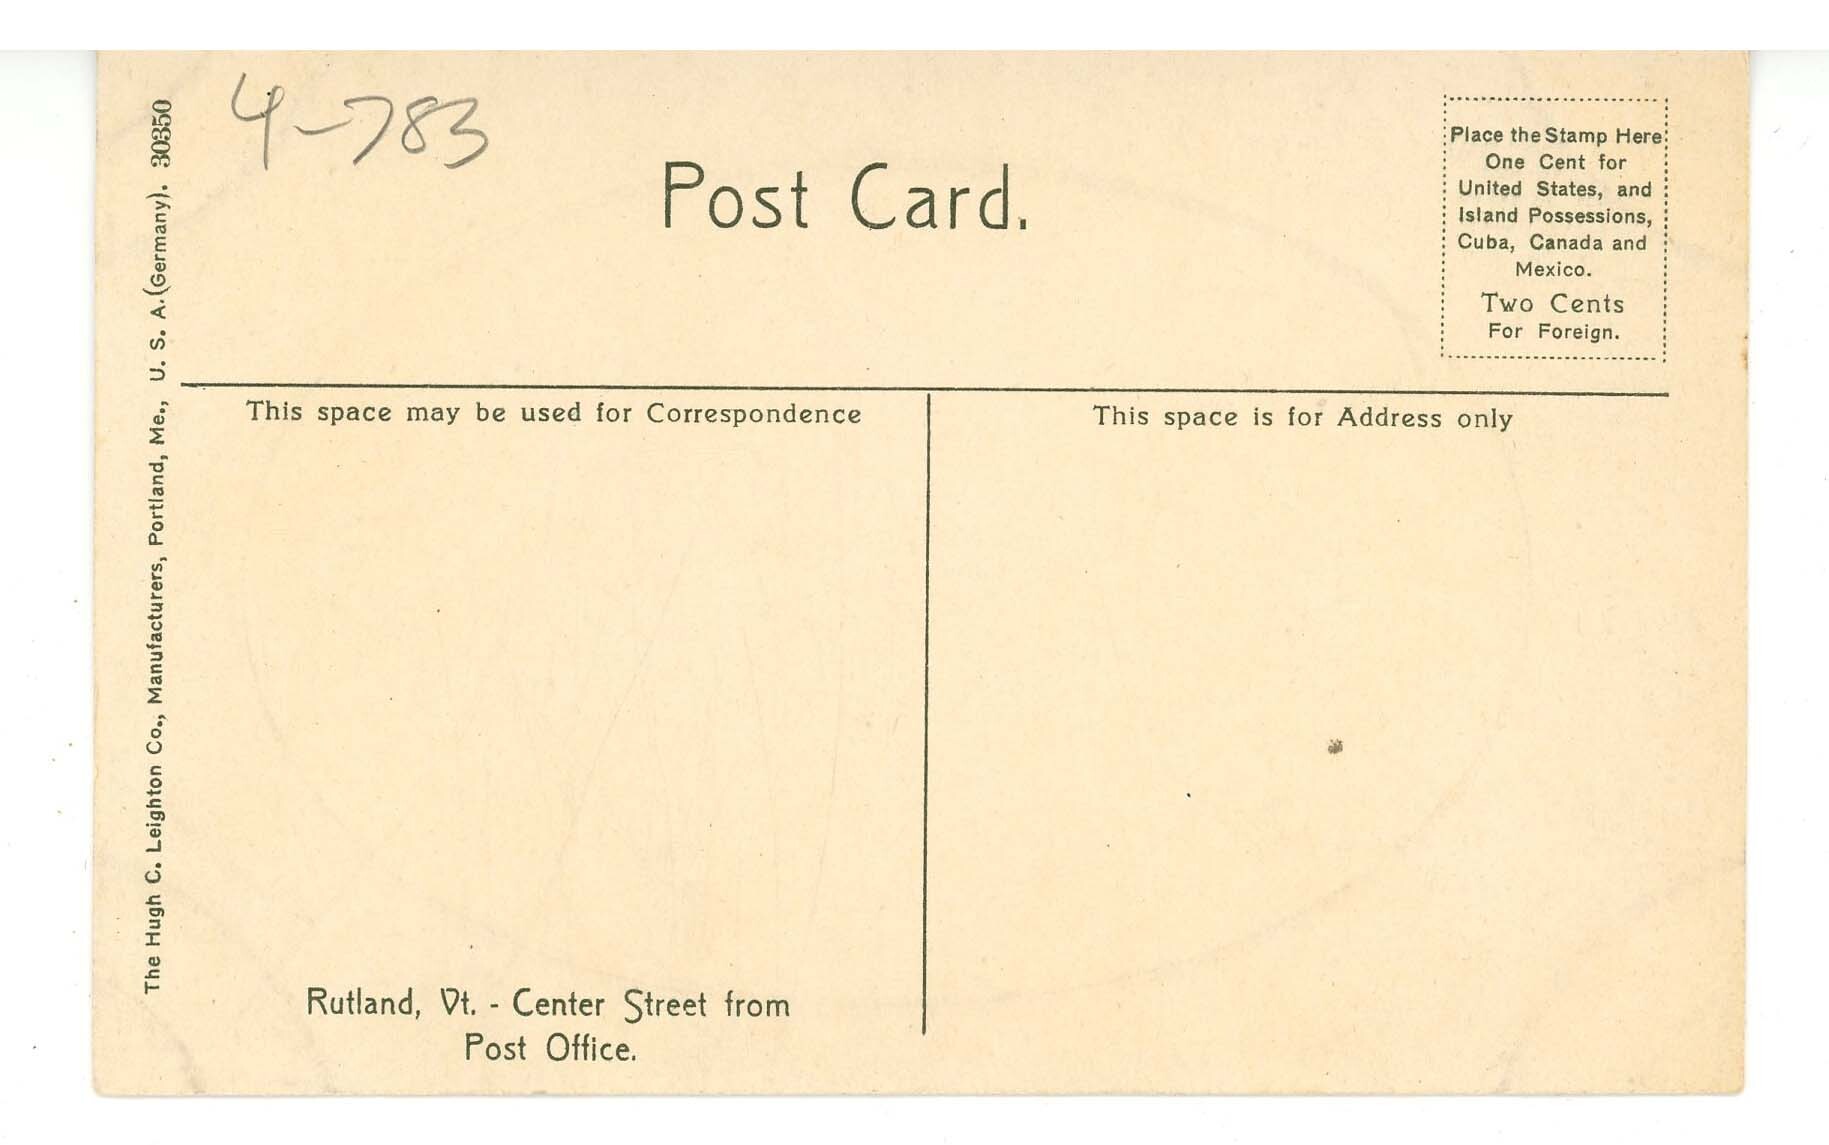 4-783
Post Card.
Place the Stamp Here
One Cent for
United States, and
Island Possessions,
Cuba, Canada and
Mexico.
Two Cents
For Foreign.
This space may be used for Correspondence
This space is for Address only
The Hugh C. Leighton Co., Manufacturers, Portland, Me., U. S. A. (Germany). 30350
Rutland, Vt. - Center Street from
Post Office.